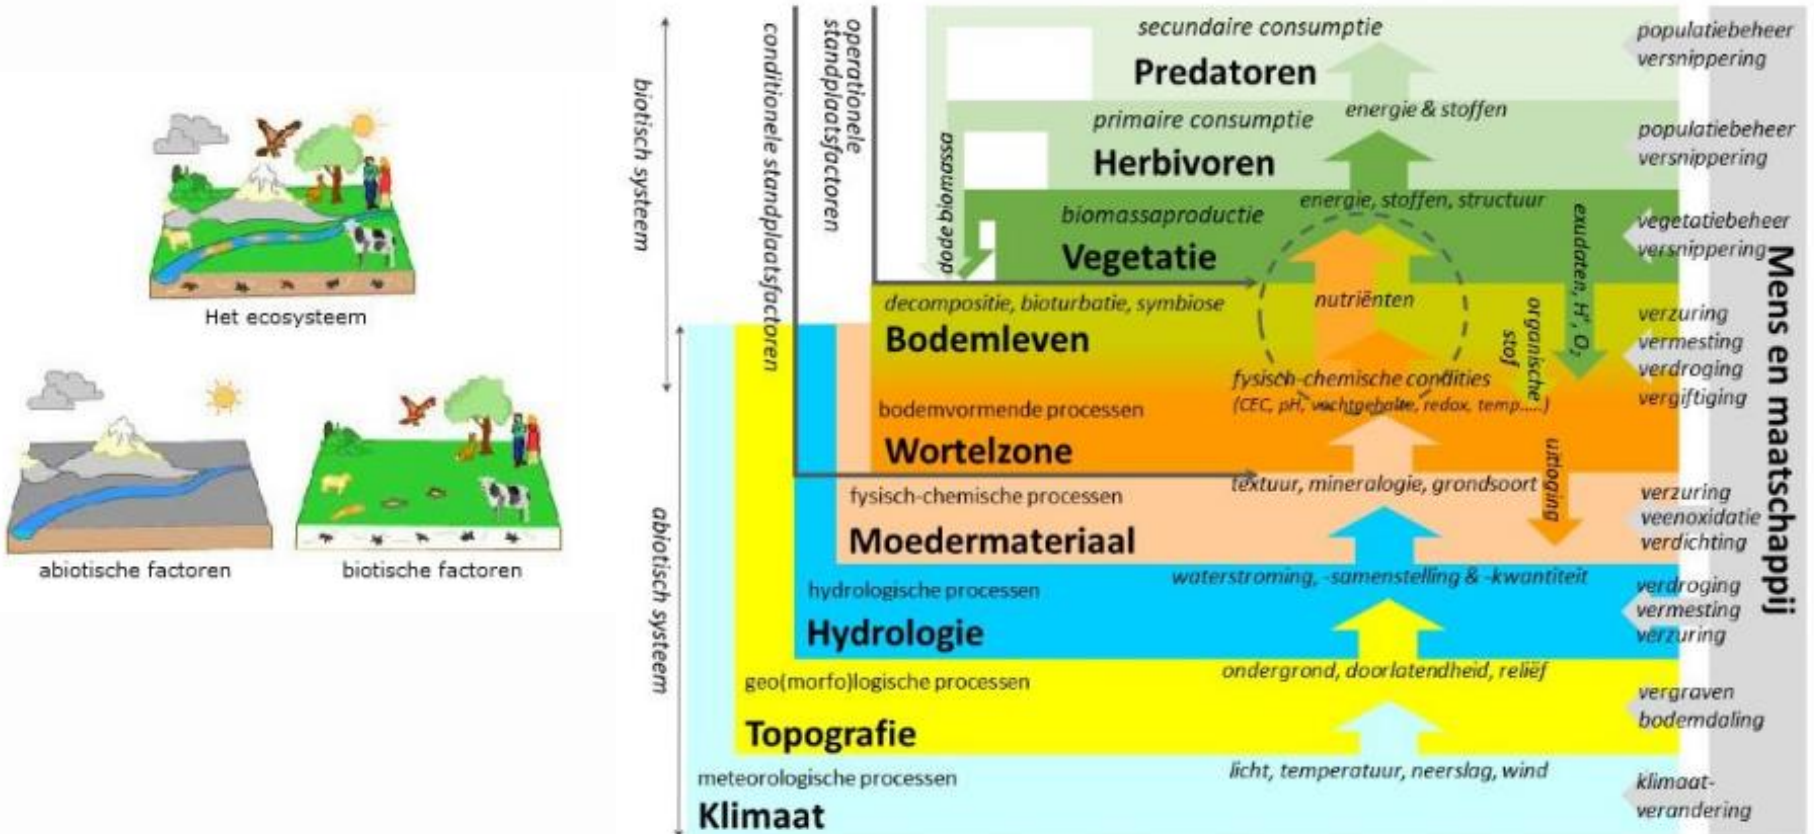 Het ecosysteem
abiotische factoren
biotische factoren
biotisch systeem
abiotisch systeem
conditionele standplaatsfactoren
operationele
standplaatsfactoren
dode biomassa
secundaire consumptie
Predatoren
energie & stoffen
primaire consumptie
Herbivoren
energie, stoffen, structuur
biomassaproductie
Vegetatie
nutriënten
exudaten, H⁺, O₂
decompositie, bioturbatie, symbiose
Bodemleven
organische
stof
fysisch-chemische condities
(CEC, pH, vochtgehalte, redox, temp.....)
bodemvormende processen
Wortelzone
uitloging
textuur, mineralogie, grondsoort
fysisch-chemische processen
Moedermateriaal
waterstroming, -samenstelling & -kwantiteit
hydrologische processen
Hydrologie
ondergrond, doorlatendheid, reliëf
geo(morfo)logische processen
Topografie
licht, temperatuur, neerslag, wind
meteorologische processen
Klimaat
populatiebeheer
versnippering
populatiebeheer
versnippering
vegetatiebeheer
versnippering
verzuring
vermesting
verdroging
vergiftiging
verzuring
veenoxidatie
verdichting
verdroging
vermesting
verzuring
vergraven
bodemdaling
klimaat-
verandering
Mens en maatschappij